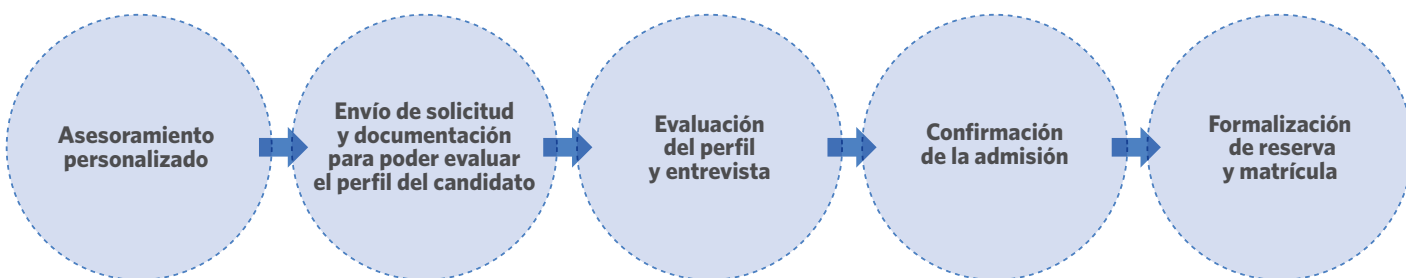 Asesoramiento
personalizado
Envío de solicitud
y documentación
para poder evaluar
el perfil del candidato
Evaluación
del perfil
y entrevista
Confirmación
de la admisión
Formalización
de reserva
y matrícula